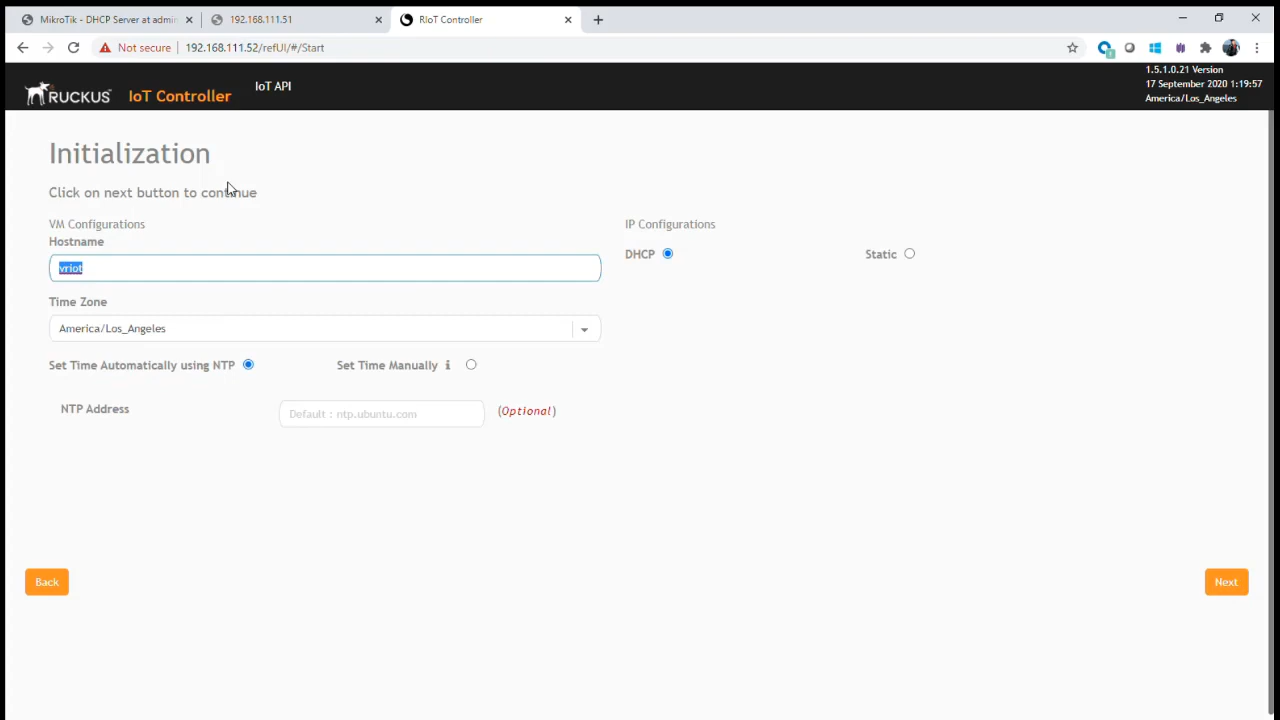 MikroTik - DHCP Server at admin
192.168.111.51
RIoT Controller
Not secure
192.168.111.52/refUI/#/Start
RUCKUS
IoT Controller
IoT API
1.5.1.0.21 Version
17 September 2020 1:19:57
America/Los_Angeles
Initialization
Click on next button to continue
VM Configurations
IP Configurations
Hostname
DHCP
Static
vriot
Time Zone
America/Los_Angeles
Set Time Automatically using NTP
Set Time Manually i
NTP Address
Default : ntp.ubuntu.com
(Optional)
Back
Next